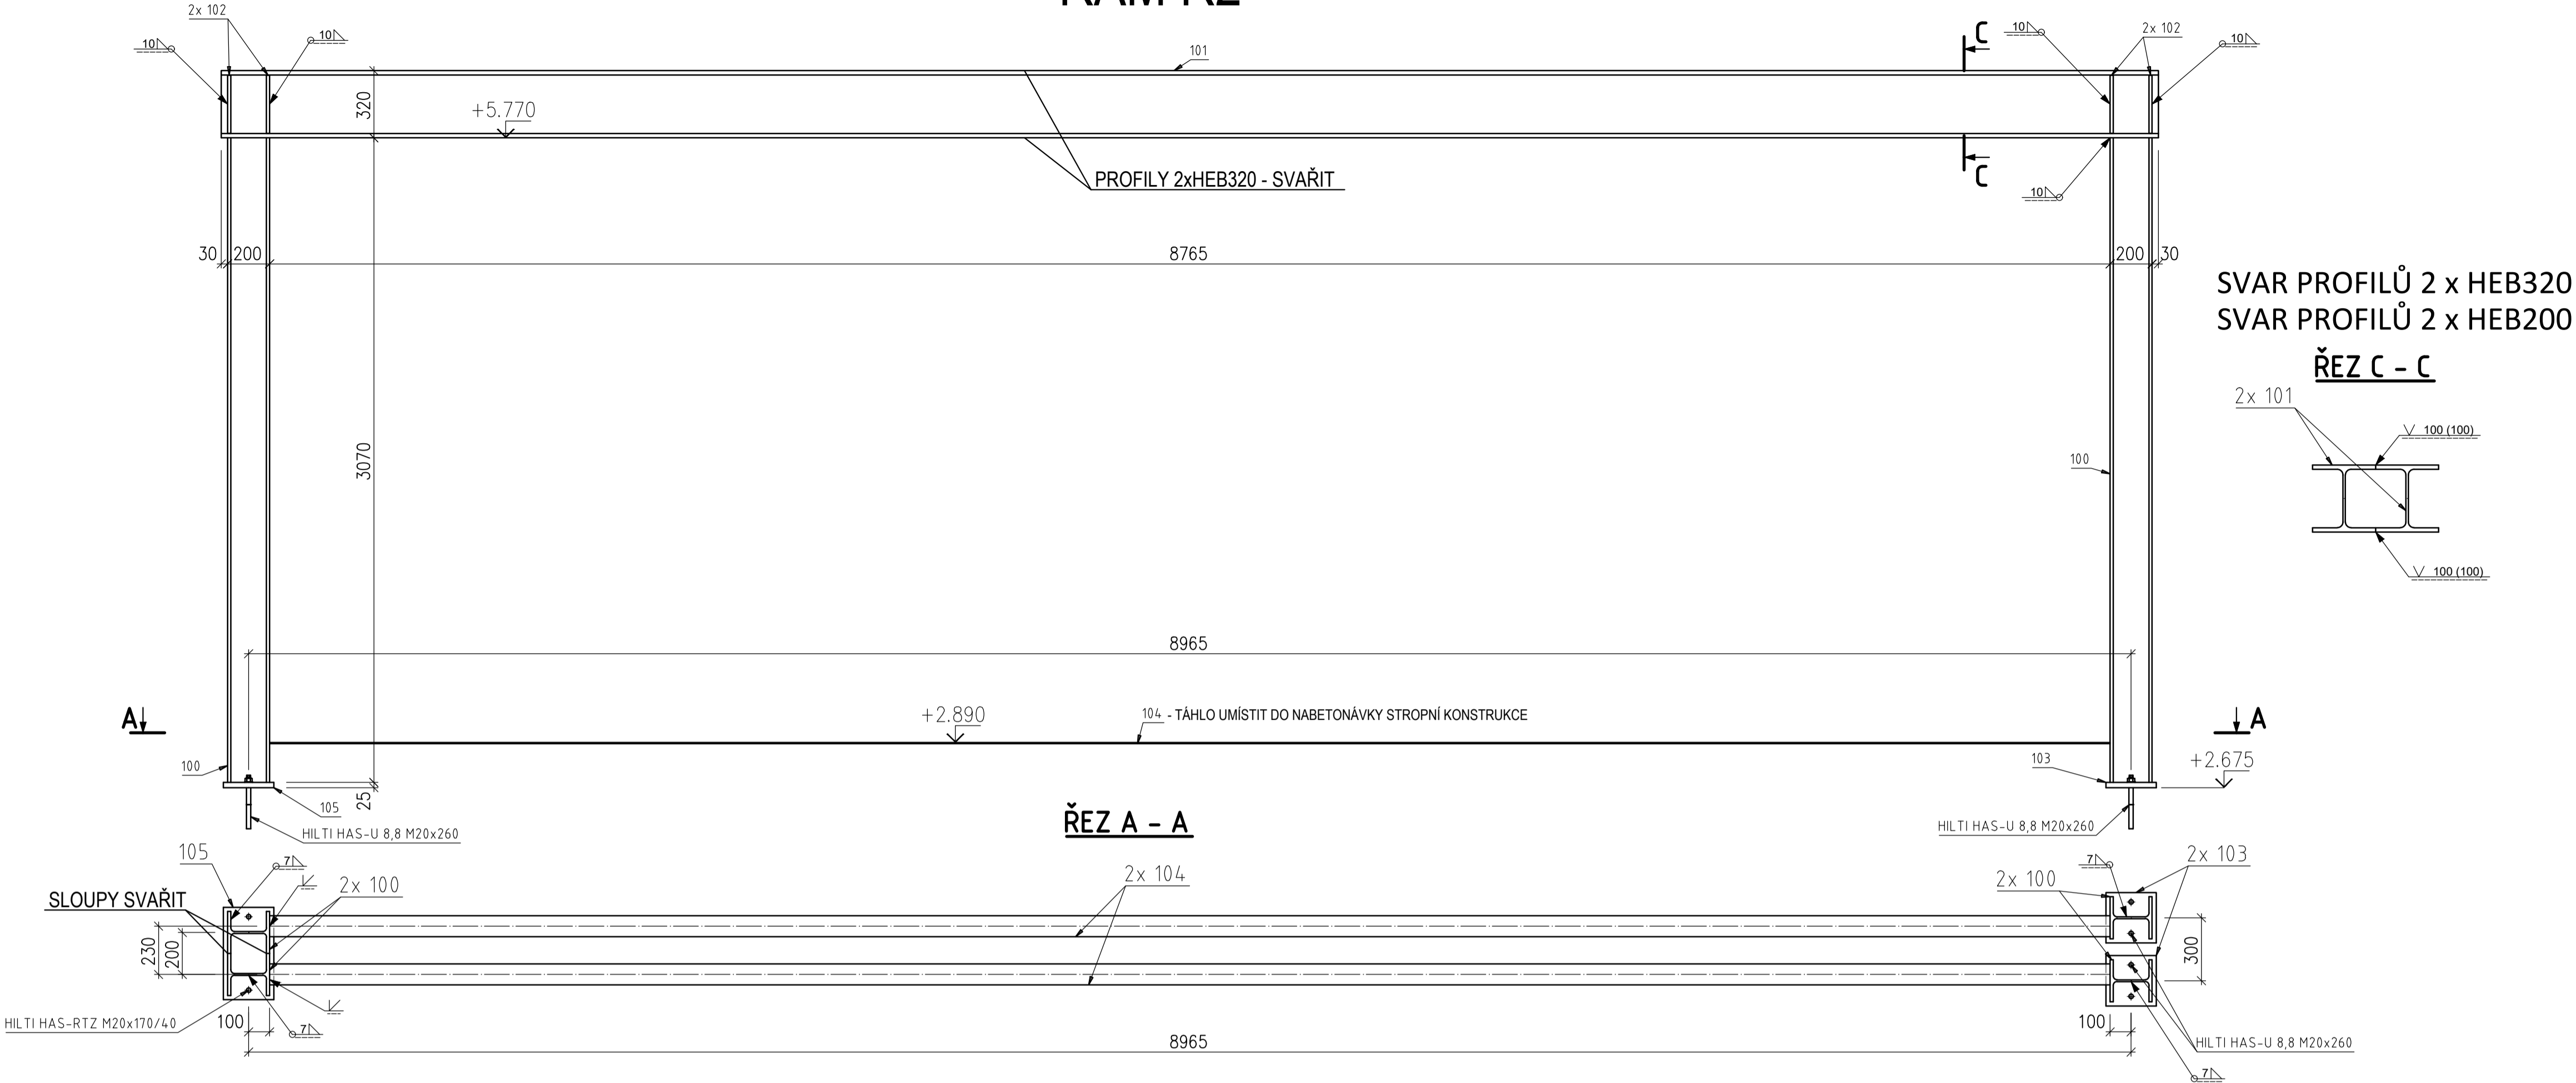 2x 102
10
10
101
C
10
2x 102
10
320
+5.770
PROFILY 2xHEB320 - SVAŘIT
C
10
30
200
8765
200
30
SVAR PROFILŮ 2 x HEB320
SVAR PROFILŮ 2 x HEB200
ŘEZ C - C
2x 101
100 (100)
100 (100)
3070
100
8965
A
+2.890
104 - TÁHLO UMÍSTIT DO NABETONÁVKY STROPNÍ KONSTRUKCE
A
100
103
+2.675
25
105
HILTI HAS-U 8,8 M20x260
ŘEZ A - A
HILTI HAS-U 8,8 M20x260
105
7
2x 100
2x 104
2x 100
7
2x 103
SLOUPY SVAŘIT
230
200
300
HILTI HAS-RTZ M20x170/40
100
7
8965
100
HILTI HAS-U 8,8 M20x260
7